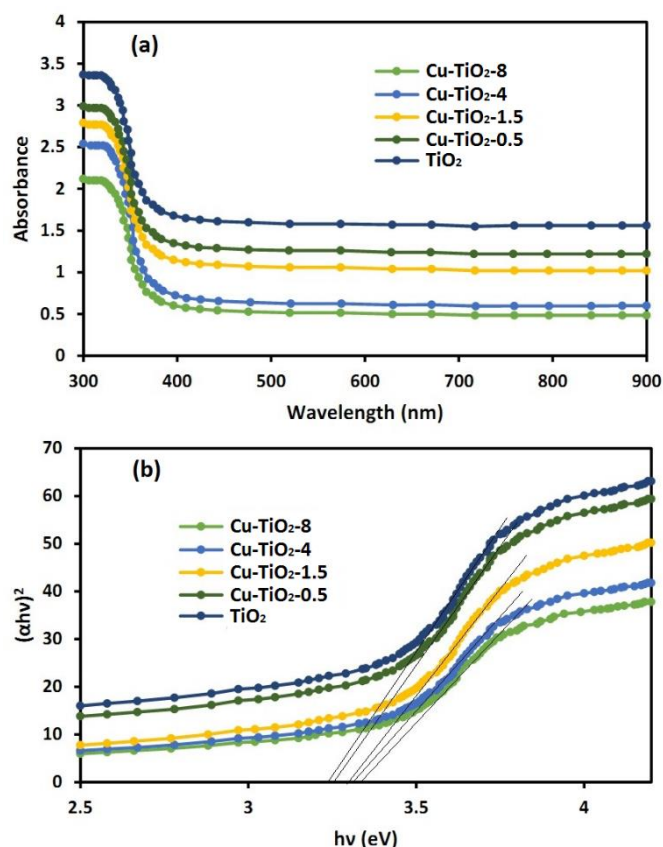 (a)
4
3.5
3
2.5
2
1.5
1
0.5
0
Absorbance
Cu-TiO₂-8
Cu-TiO₂-4
Cu-TiO₂-1.5
Cu-TiO₂-0.5
TiO₂
300 400 500 600 700 800 900
Wavelength (nm)
(b)
70
60
50
40
30
20
10
0
(αhν)²
Cu-TiO₂-8
Cu-TiO₂-4
Cu-TiO₂-1.5
Cu-TiO₂-0.5
TiO₂
2.5 3 3.5 4
hν (eV)